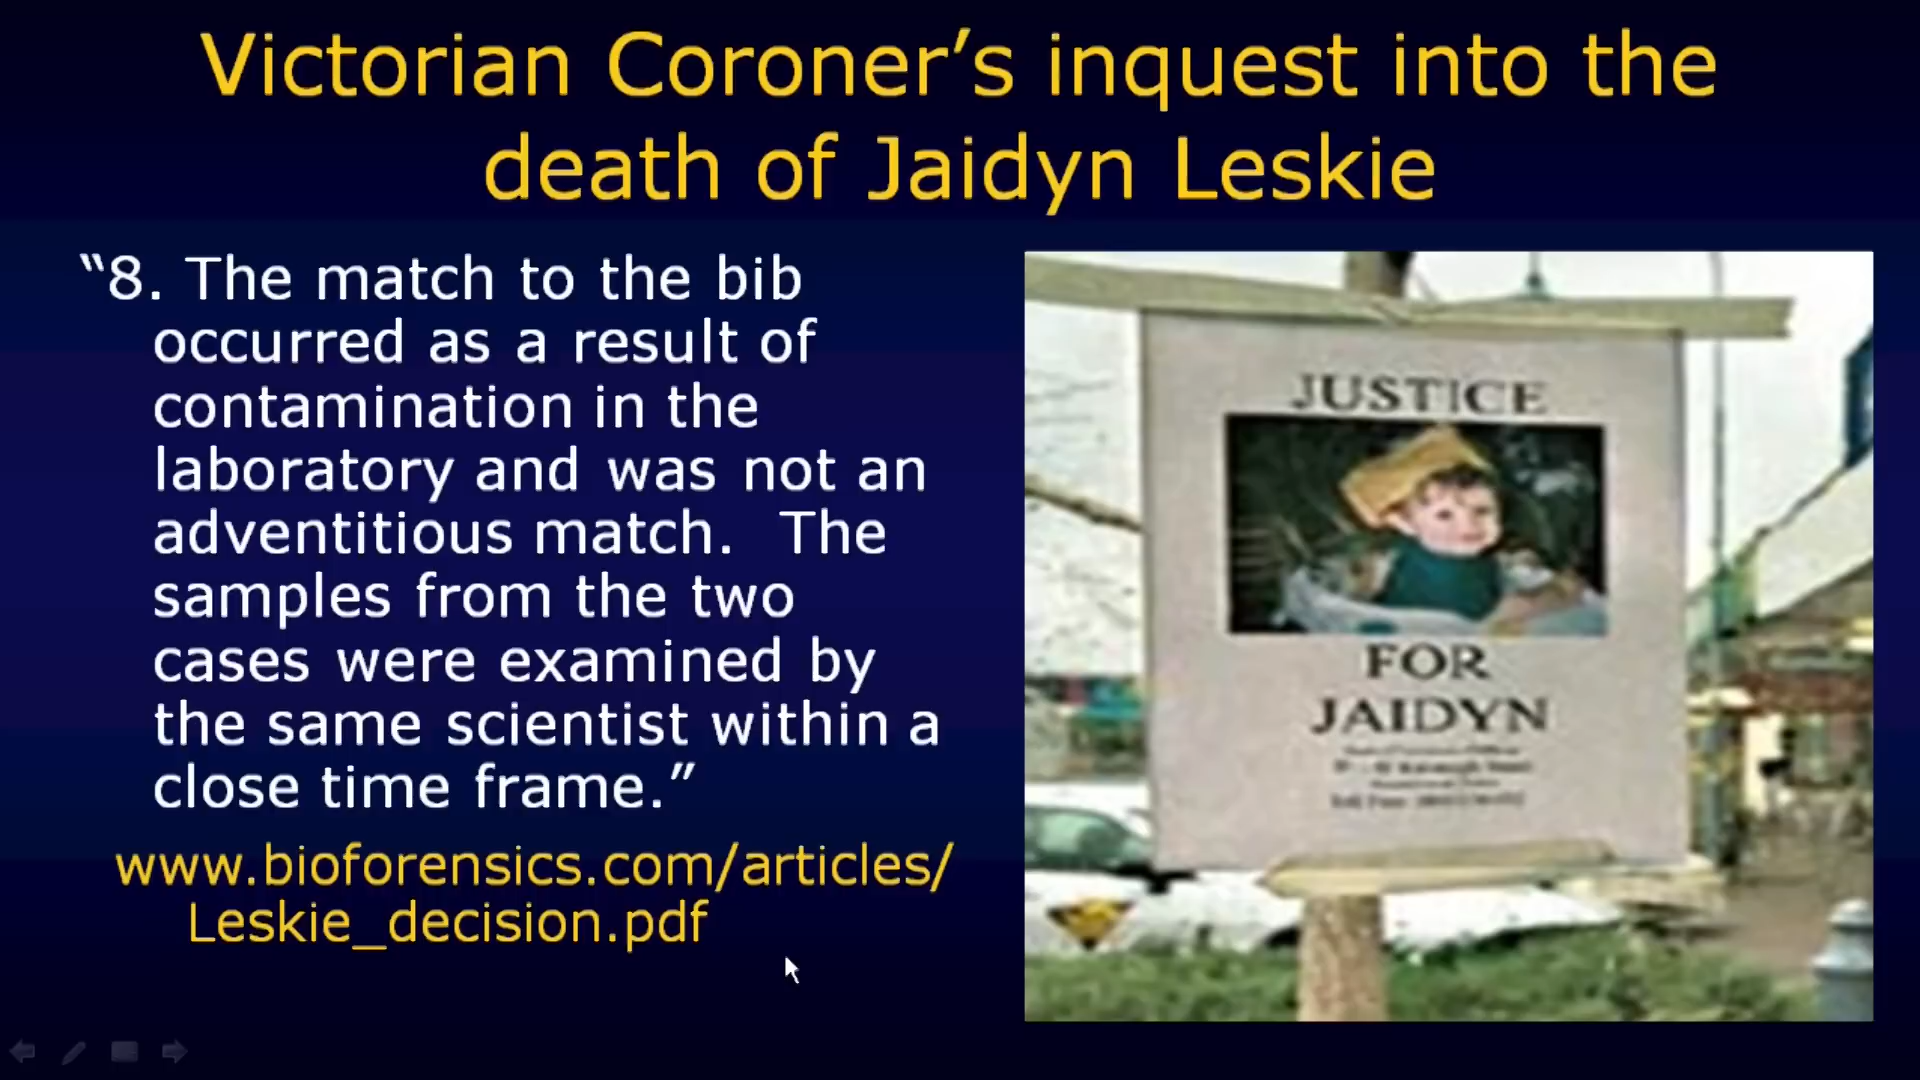 Victorian Coroner’s inquest into the
death of Jaidyn Leskie
“8. The match to the bib
occurred as a result of
contamination in the
laboratory and was not an
adventitious match.  The
samples from the two
cases were examined by
the same scientist within a
close time frame.”
www.bioforensics.com/articles/
Leskie_decision.pdf
JUSTICE
FOR
JAIDYN